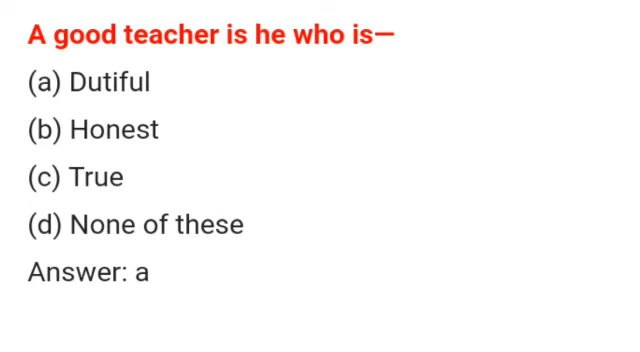 A good teacher is he who is—
(a) Dutiful
(b) Honest
(c) True
(d) None of these
Answer: a